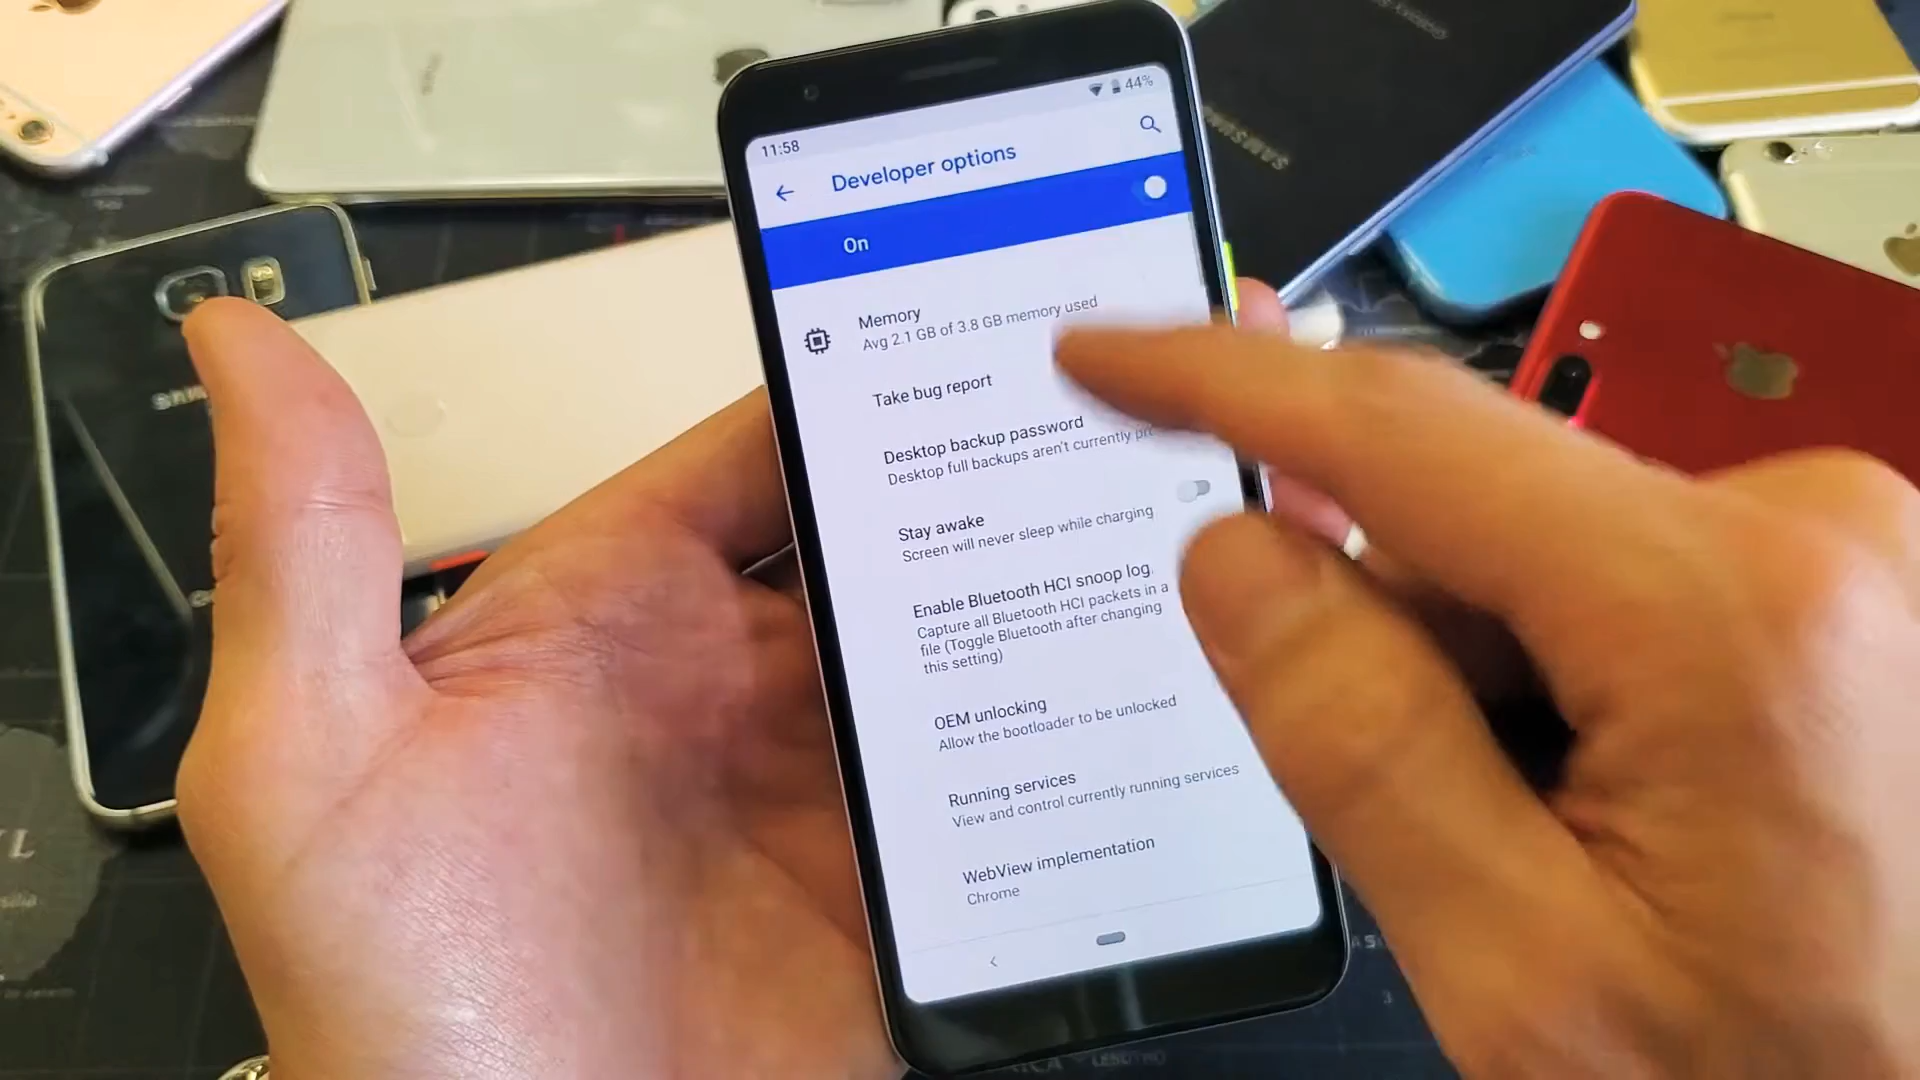 44%
11:58
Developer options
On
Memory
Avg 2.1 GB of 3.8 GB memory used
Take bug report
Desktop backup password
Desktop full backups aren't currently
Stay awake
Screen will never sleep while charging
Enable Bluetooth HCI snoop log
Capture all Bluetooth HCI packets in a
file (Toggle Bluetooth after changing
this setting)
OEM unlocking
Allow the bootloader to be unlocked
Running services
View and control currently running services
WebView implementation
Chrome
SAMSUNG
LESOTHO